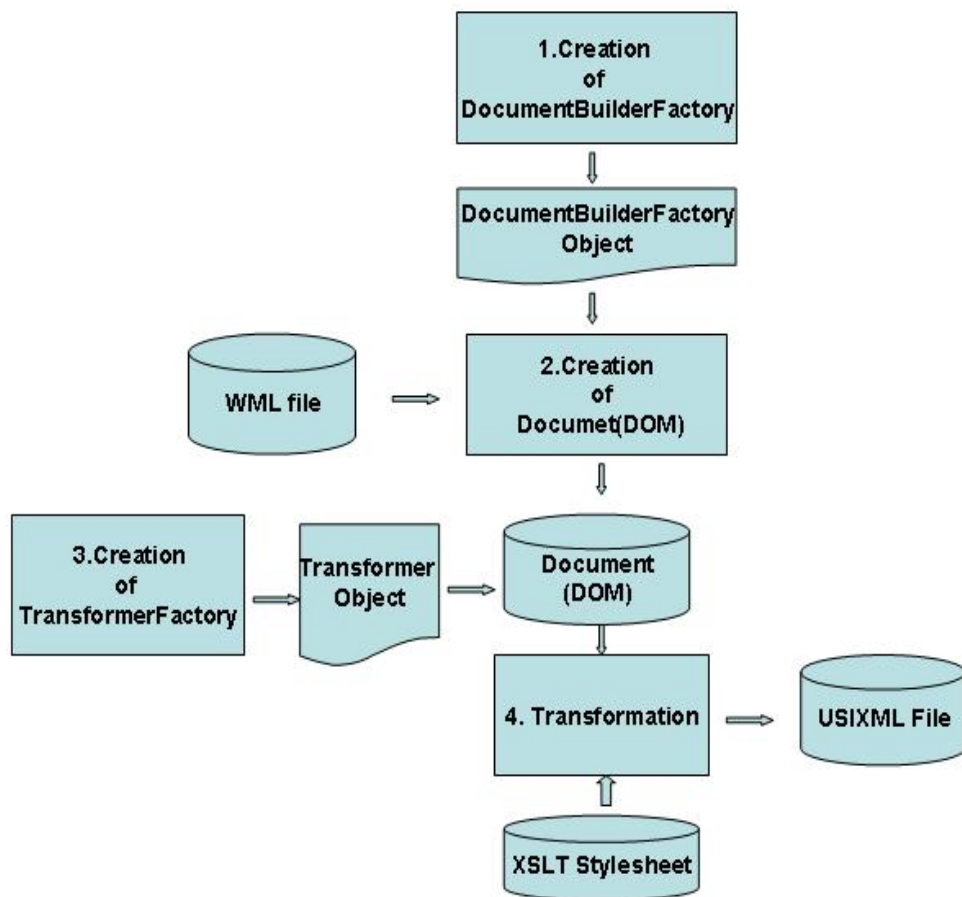 1.Creation
of
DocumentBuilderFactory
DocumentBuilderFactory
Object
WML file
2.Creation
of
Documet(DOM)
3.Creation
of
TransformerFactory
Transformer
Object
Document
(DOM)
4. Transformation
USIXML File
XSLT Stylesheet